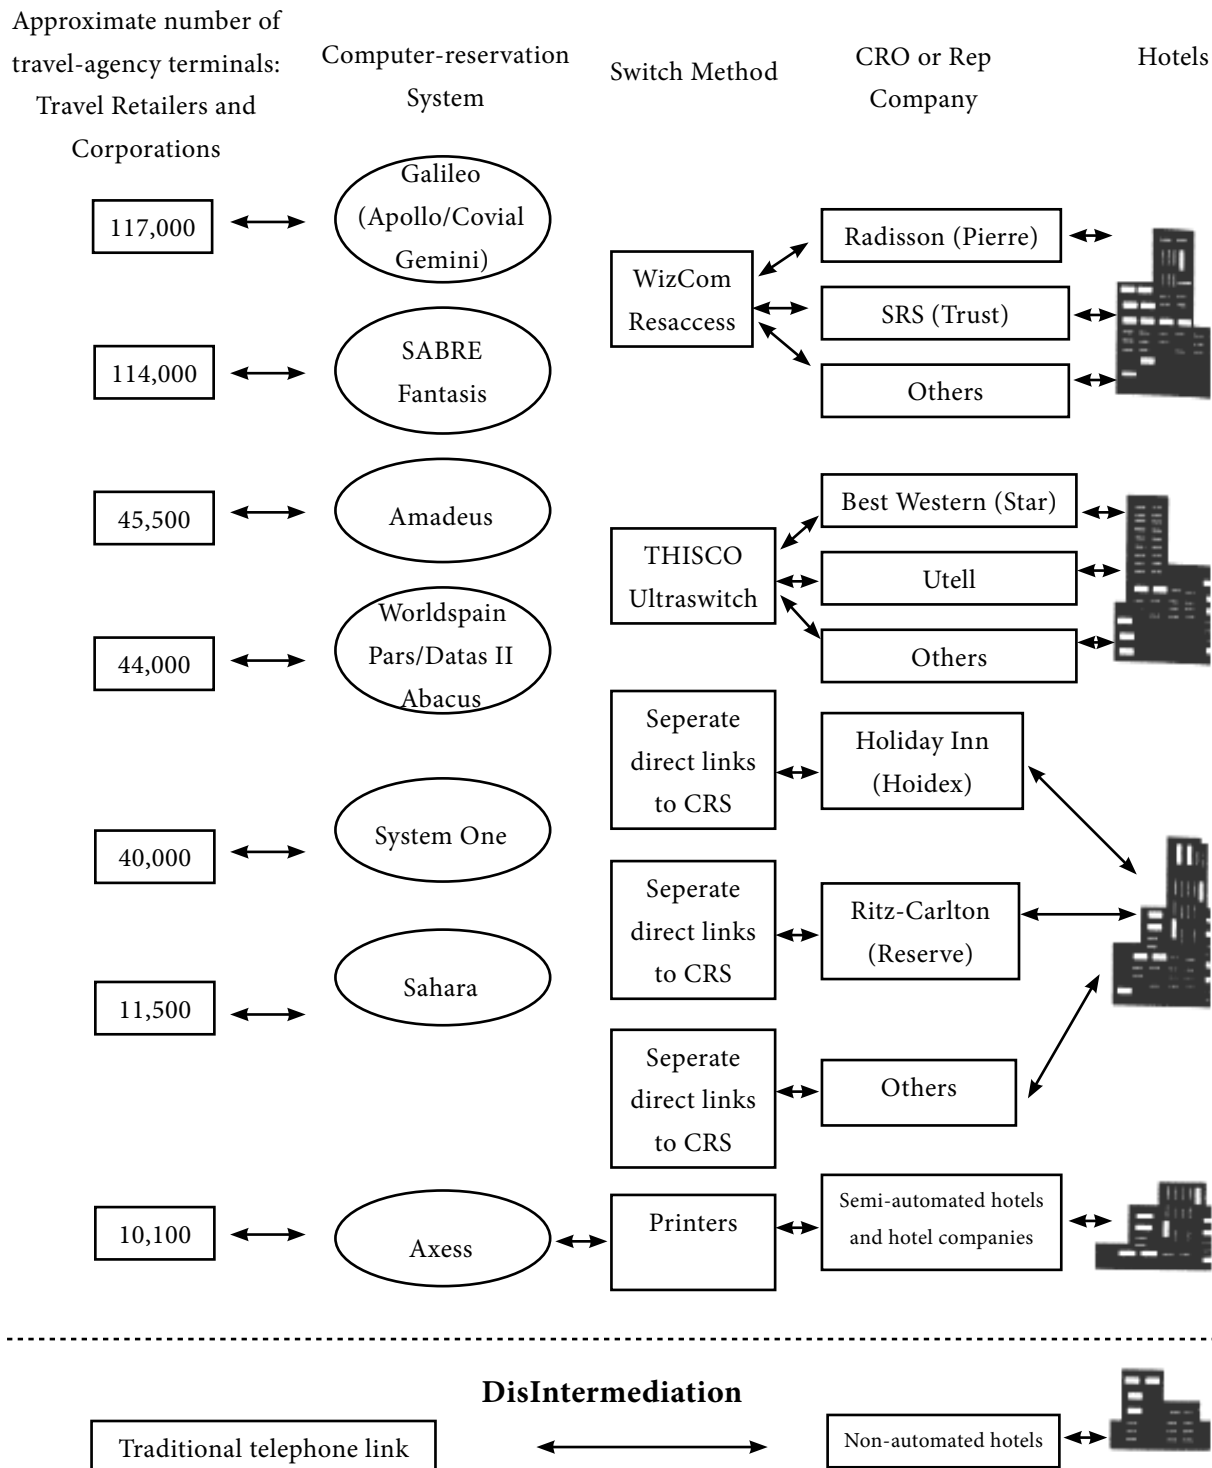 Approximate number of
travel-agency terminals:
Travel Retailers and
Corporations
Computer-reservation
System
Switch Method
CRO or Rep
Company
Hotels
117,000
Galileo
(Apollo/Covial
Gemini)
114,000
SABRE
Fantasis
45,500
Amadeus
44,000
Worldspain
Pars/Datas II
Abacus
40,000
System One
11,500
Sahara
10,100
Axess
WizCom
Resaccess
Radisson (Pierre)
SRS (Trust)
Others
THISCO
Ultraswitch
Best Western (Star)
Utell
Others
Seperate
direct links
to CRS
Holiday Inn
(Hoidex)
Seperate
direct links
to CRS
Ritz-Carlton
(Reserve)
Seperate
direct links
to CRS
Others
Printers
Semi-automated hotels
and hotel companies
DisIntermediation
Traditional telephone link
Non-automated hotels